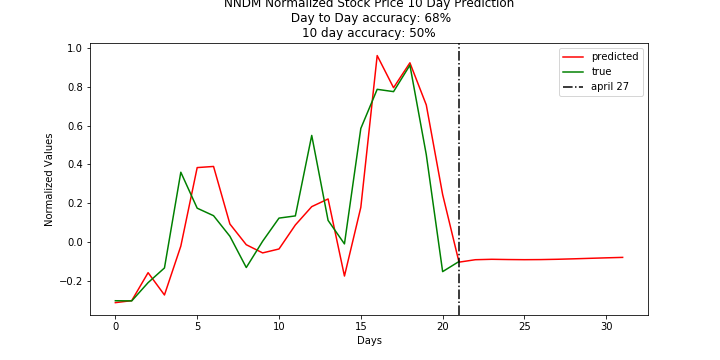 NNDM Normalized Stock Price 10 Day Prediction
Day to Day accuracy: 68%
10 day accuracy: 50%
1.0
0.8
0.6
0.4
0.2
0.0
−0.2
Normalized Values
predicted
true
april 27
0
5
10
15
20
25
30
Days